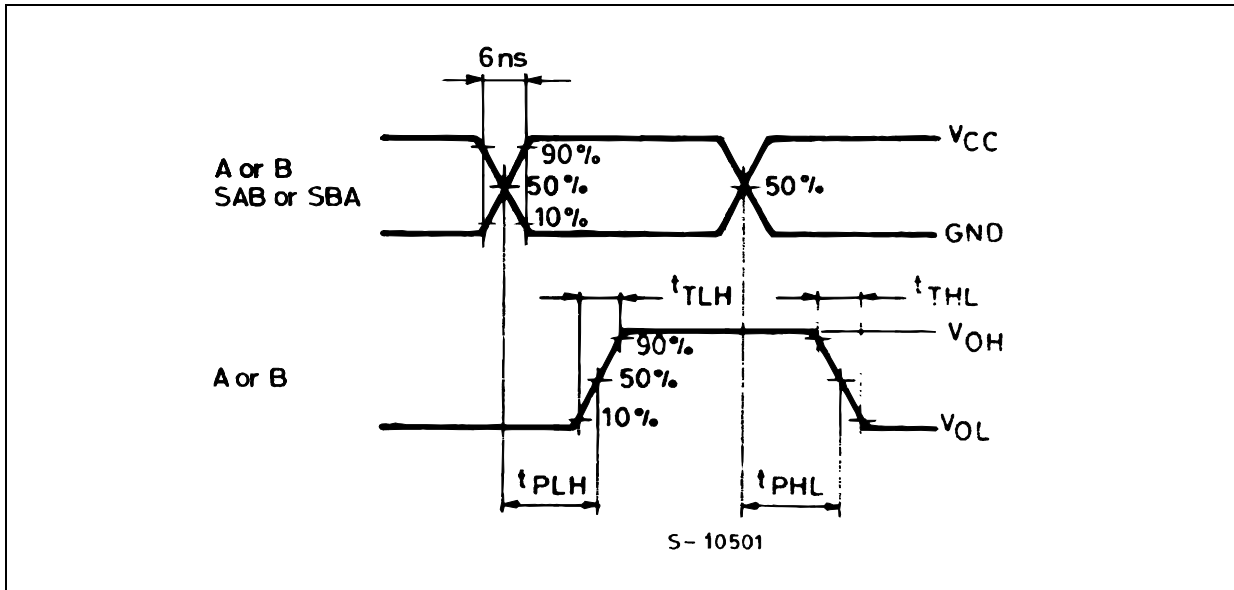 6ns
VCC
90%
A or B
SAB or SBA
50%
50%
10%
GND
tTLH
tTHL
VOH
90%
A or B
50%
10%
VOL
tPLH
tPHL
S-10501